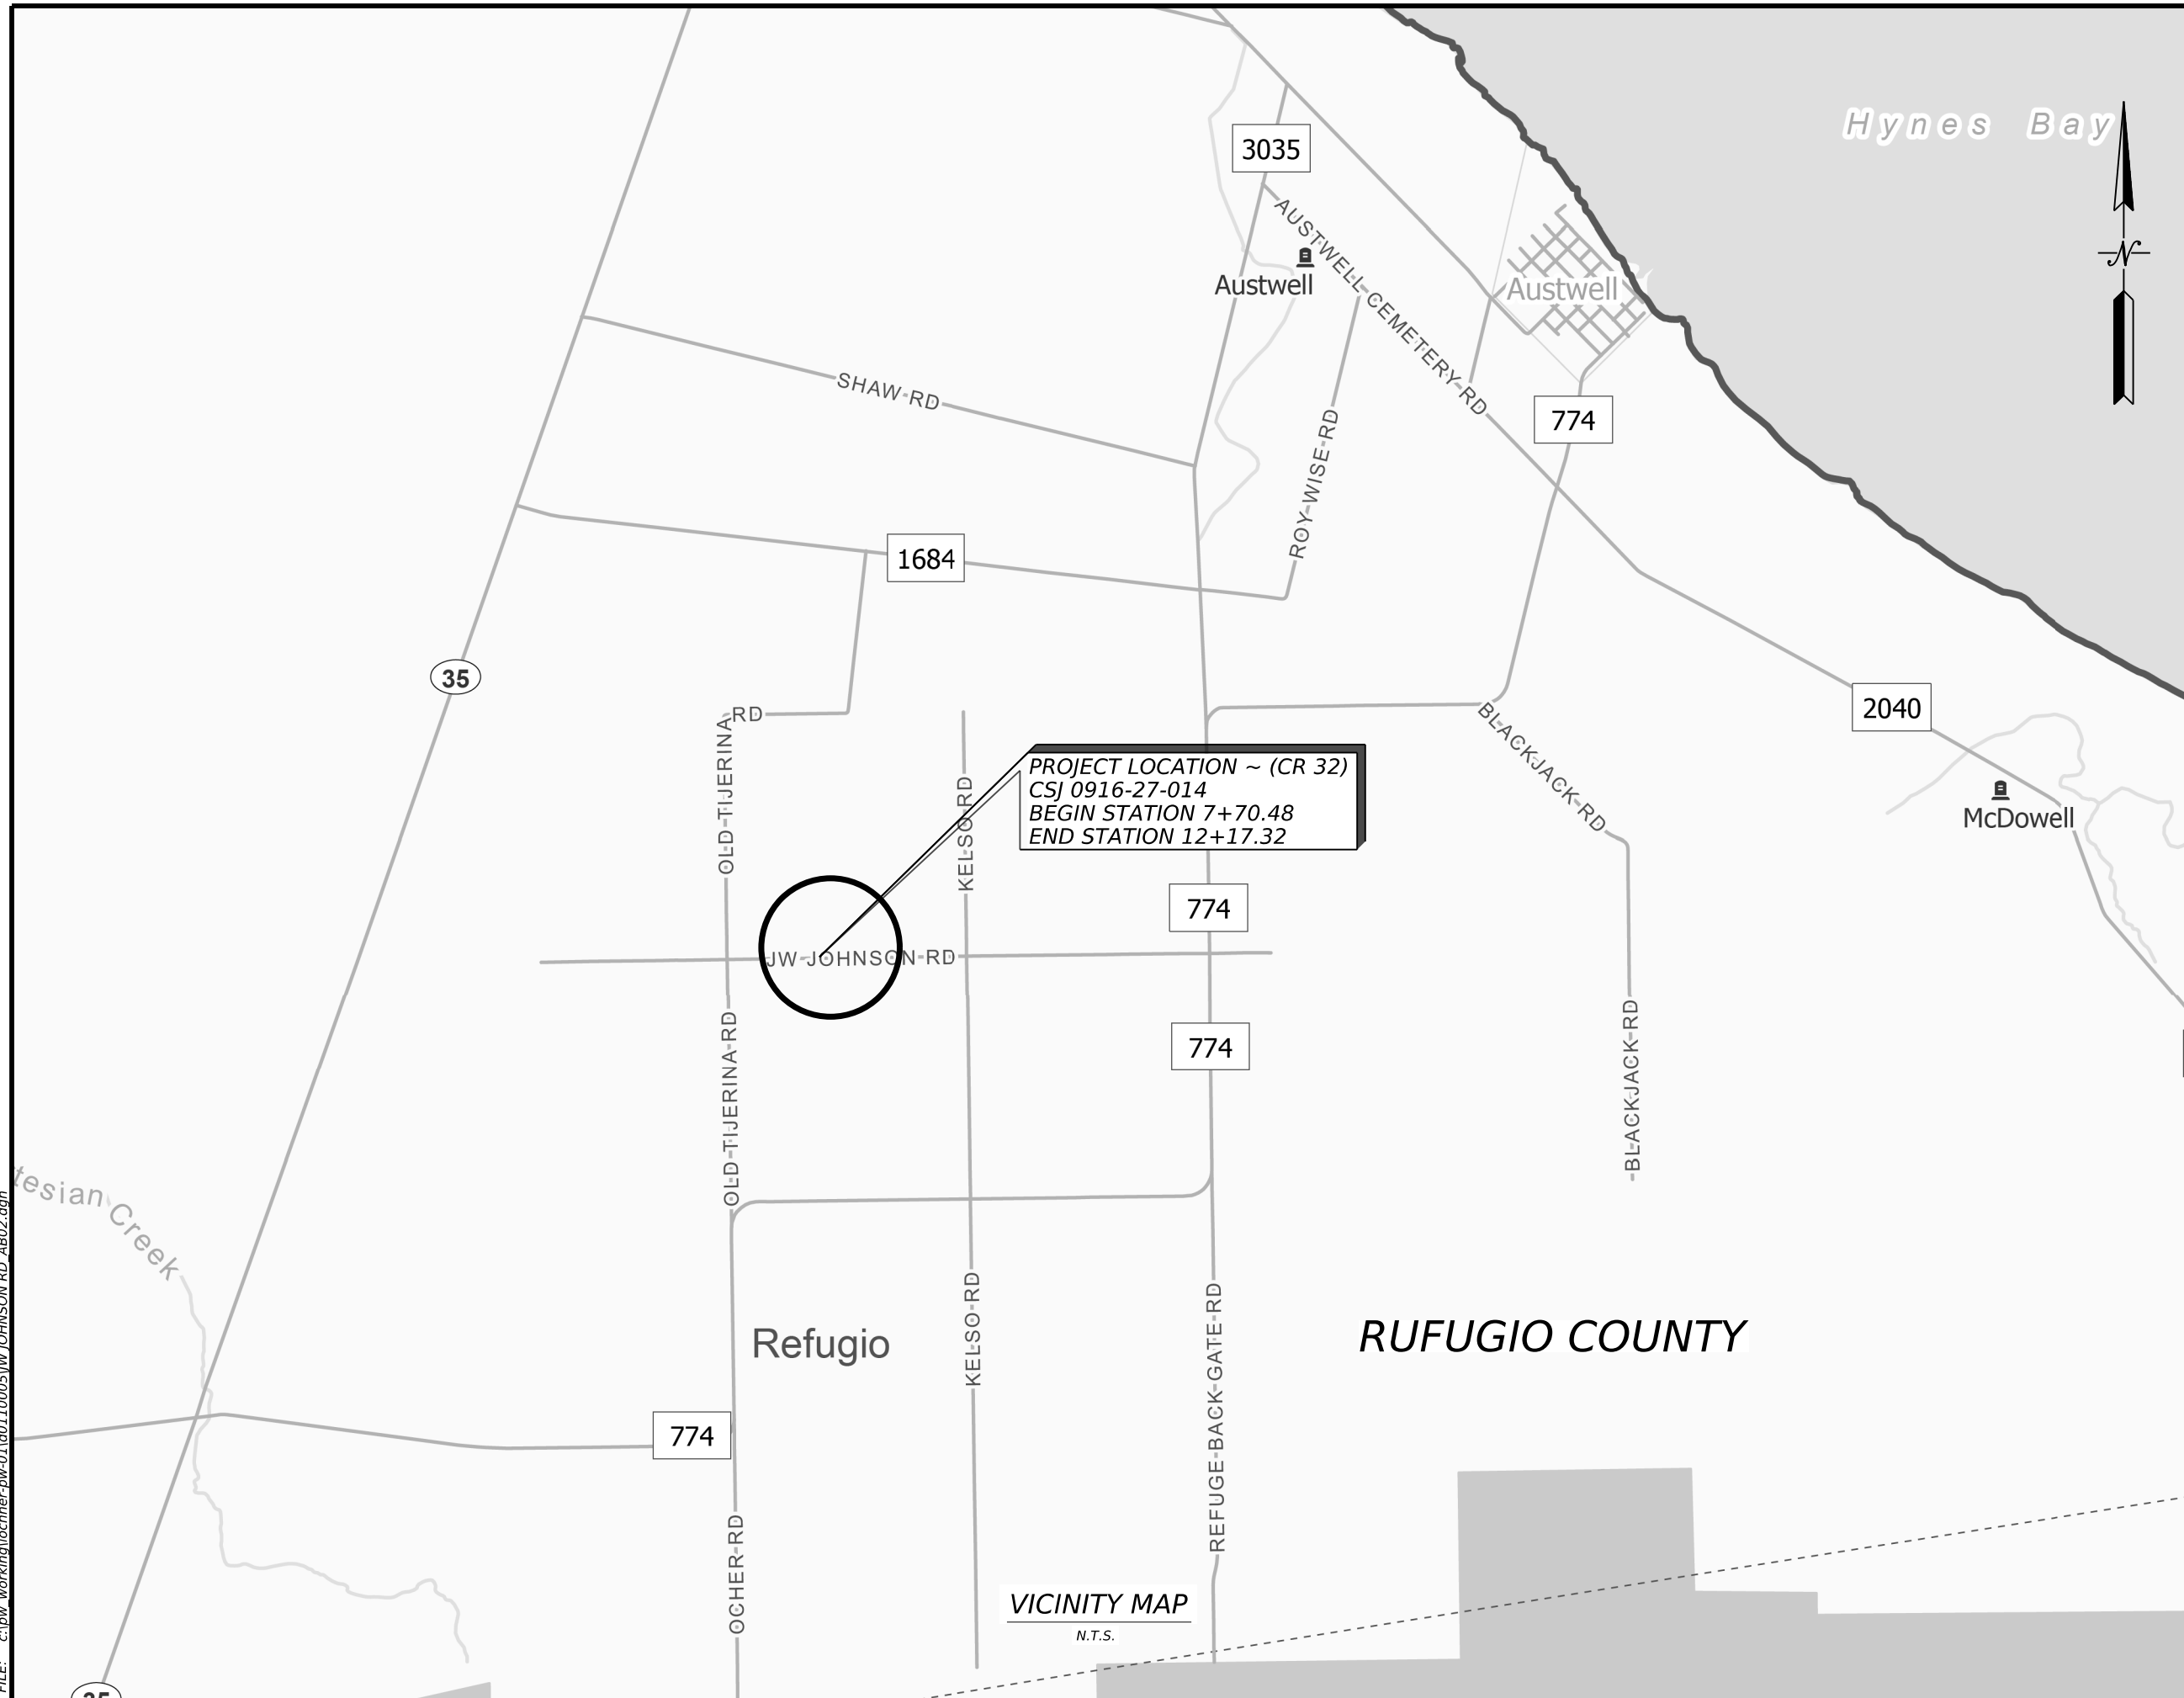 Hynes Bay
3035
AUSTWELL CEMETERY RD
Austwell
Austwell
SHAW RD
774
ROY WISE RD
1684
35
OLD TIJERINA RD
BLACKJACK RD
2040
PROJECT LOCATION ~ (CR 32)
CSJ 0916-27-014
BEGIN STATION 7+70.48
END STATION 12+17.32
KELSO RD
McDowell
774
JW JOHNSON RD
774
OLD TIJERINA RD
BLACKJACK RD
tesian Creek
KELSO RD
REFUGE BACK GATE RD
Refugio
RUFUGIO COUNTY
774
OCHER RD
VICINITY MAP
N.T.S.
35
FILE: